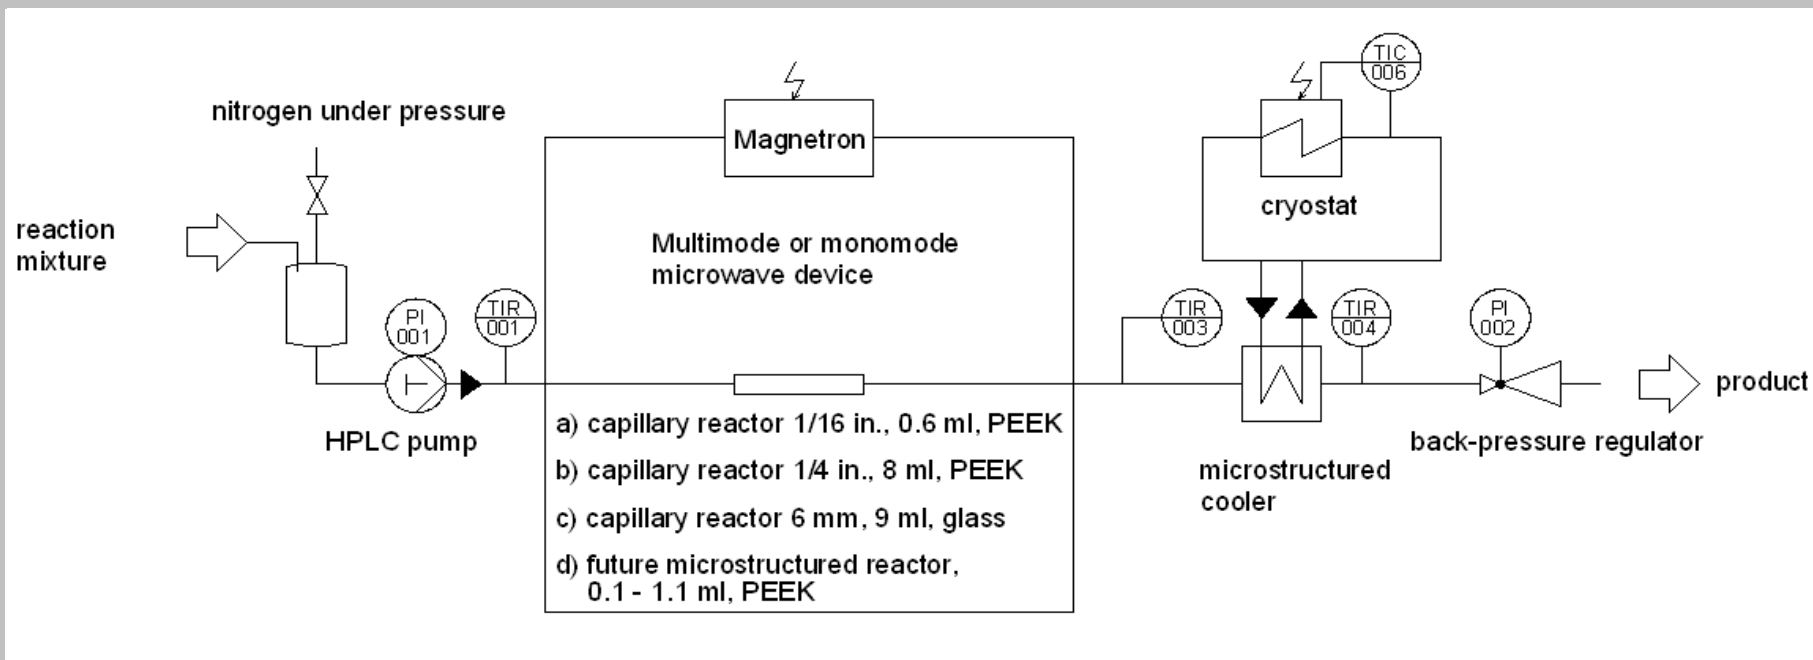 nitrogen under pressure
reaction
mixture
PI
001
HPLC pump
TIR
001
Magnetron
Multimode or monomode
microwave device
a) capillary reactor 1/16 in., 0.6 ml, PEEK
b) capillary reactor 1/4 in., 8 ml, PEEK
c) capillary reactor 6 mm, 9 ml, glass
d) future microstructured reactor,
0.1 - 1.1 ml, PEEK
TIC
006
cryostat
TIR
003
TIR
004
microstructured
cooler
PI
002
back-pressure regulator
product